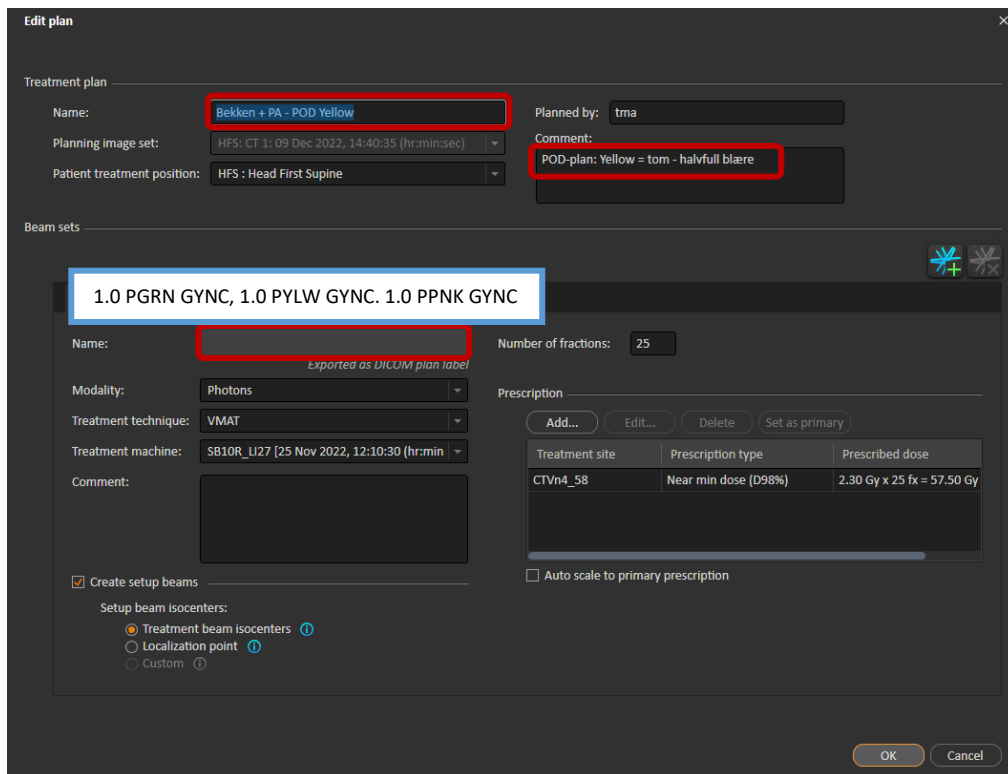 Edit plan
Treatment plan
Name:
Bekken + PA - POD Yellow
Planned by:
tma
Planning image set:
HFS: CT 1: 09 Dec 2022, 14:40:35 (hr:min:sec)
Comment:
POD-plan: Yellow = tom - halvfull blære
Patient treatment position:
HFS : Head First Supine
Beam sets
1.0 PGRN GYNC, 1.0 PYLW GYNC. 1.0 PPNK GYNC
Name:
Exported as DICOM plan label
Number of fractions:
25
Modality:
Photons
Treatment technique:
VMAT
Treatment machine:
SB10R_LI27 [25 Nov 2022, 12:10:30 (hr:min
Comment:
Prescription
Add...
Edit...
Delete
Set as primary
Treatment site
Prescription type
Prescribed dose
CTVn4_58
Near min dose (D98%)
2.30 Gy x 25 fx = 57.50 Gy
Auto scale to primary prescription
Create setup beams
Setup beam isocenters:
Treatment beam isocenters
Localization point
Custom
OK
Cancel